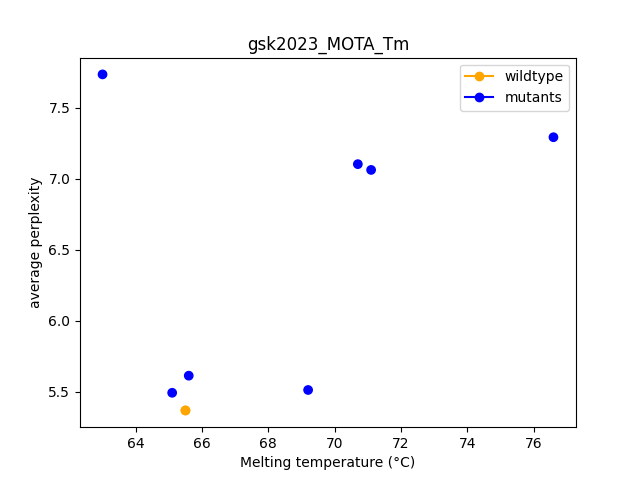 gsk2023_MOTA_Tm
wildtype
mutants
7.5
7.0
6.5
6.0
5.5
average perplexity
64 66 68 70 72 74 76
Melting temperature (°C)